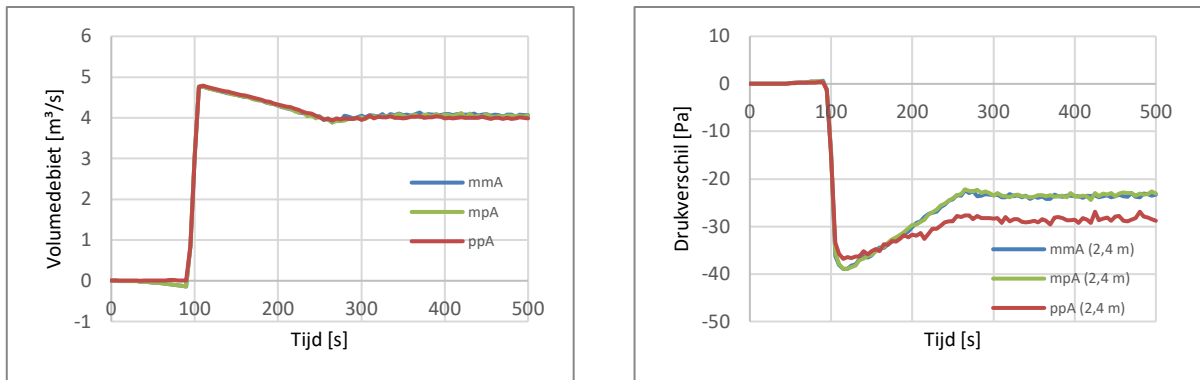 Volumedebiet [m³/s]
6
5
4
3
2
1
0
-1
0
100
200
300
400
500
mmA
mpA
ppA
Tijd [s]
Drukverschil [Pa]
10
0
-10
-20
-30
-40
-50
0
100
200
300
400
500
mmA (2,4 m)
mpA (2,4 m)
ppA (2,4 m)
Tijd [s]